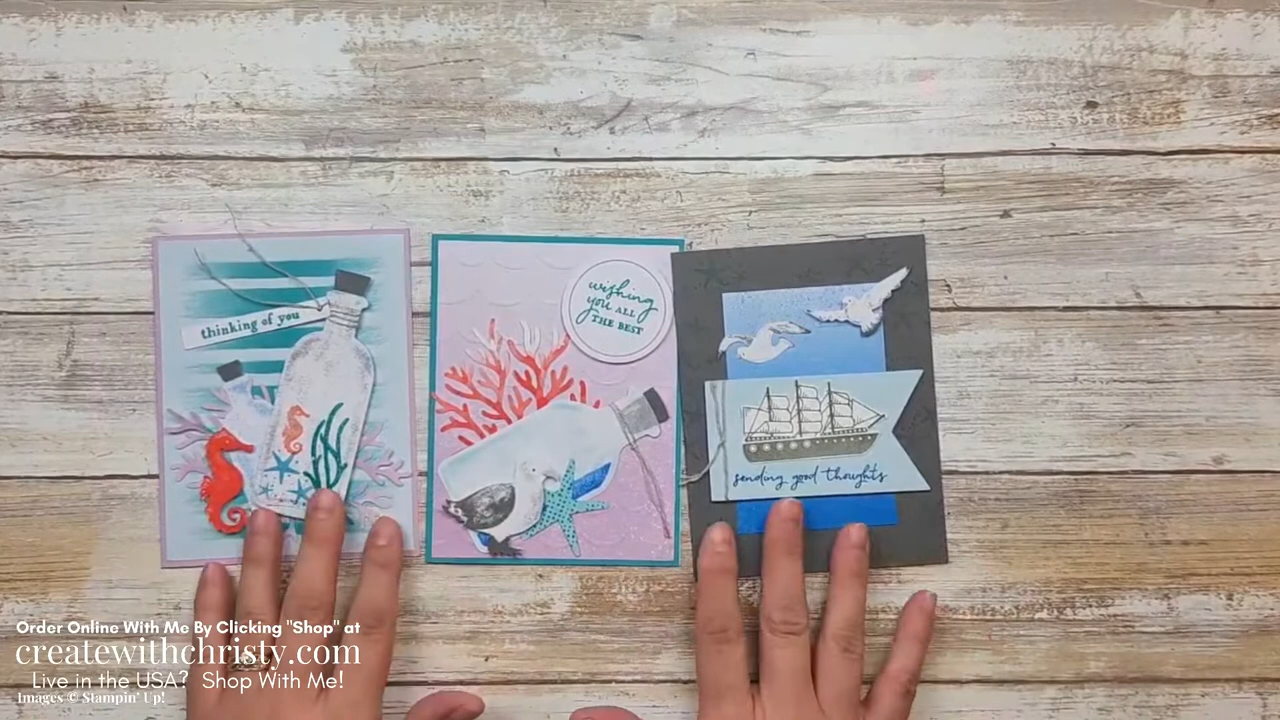 thinking of you
wishing
you ALL
THE BEST
sending good thoughts
Order Online With Me By Clicking "Shop" at
createwithchristy.com
Live in the USA? Shop With Me!
Images © Stampin' Up!